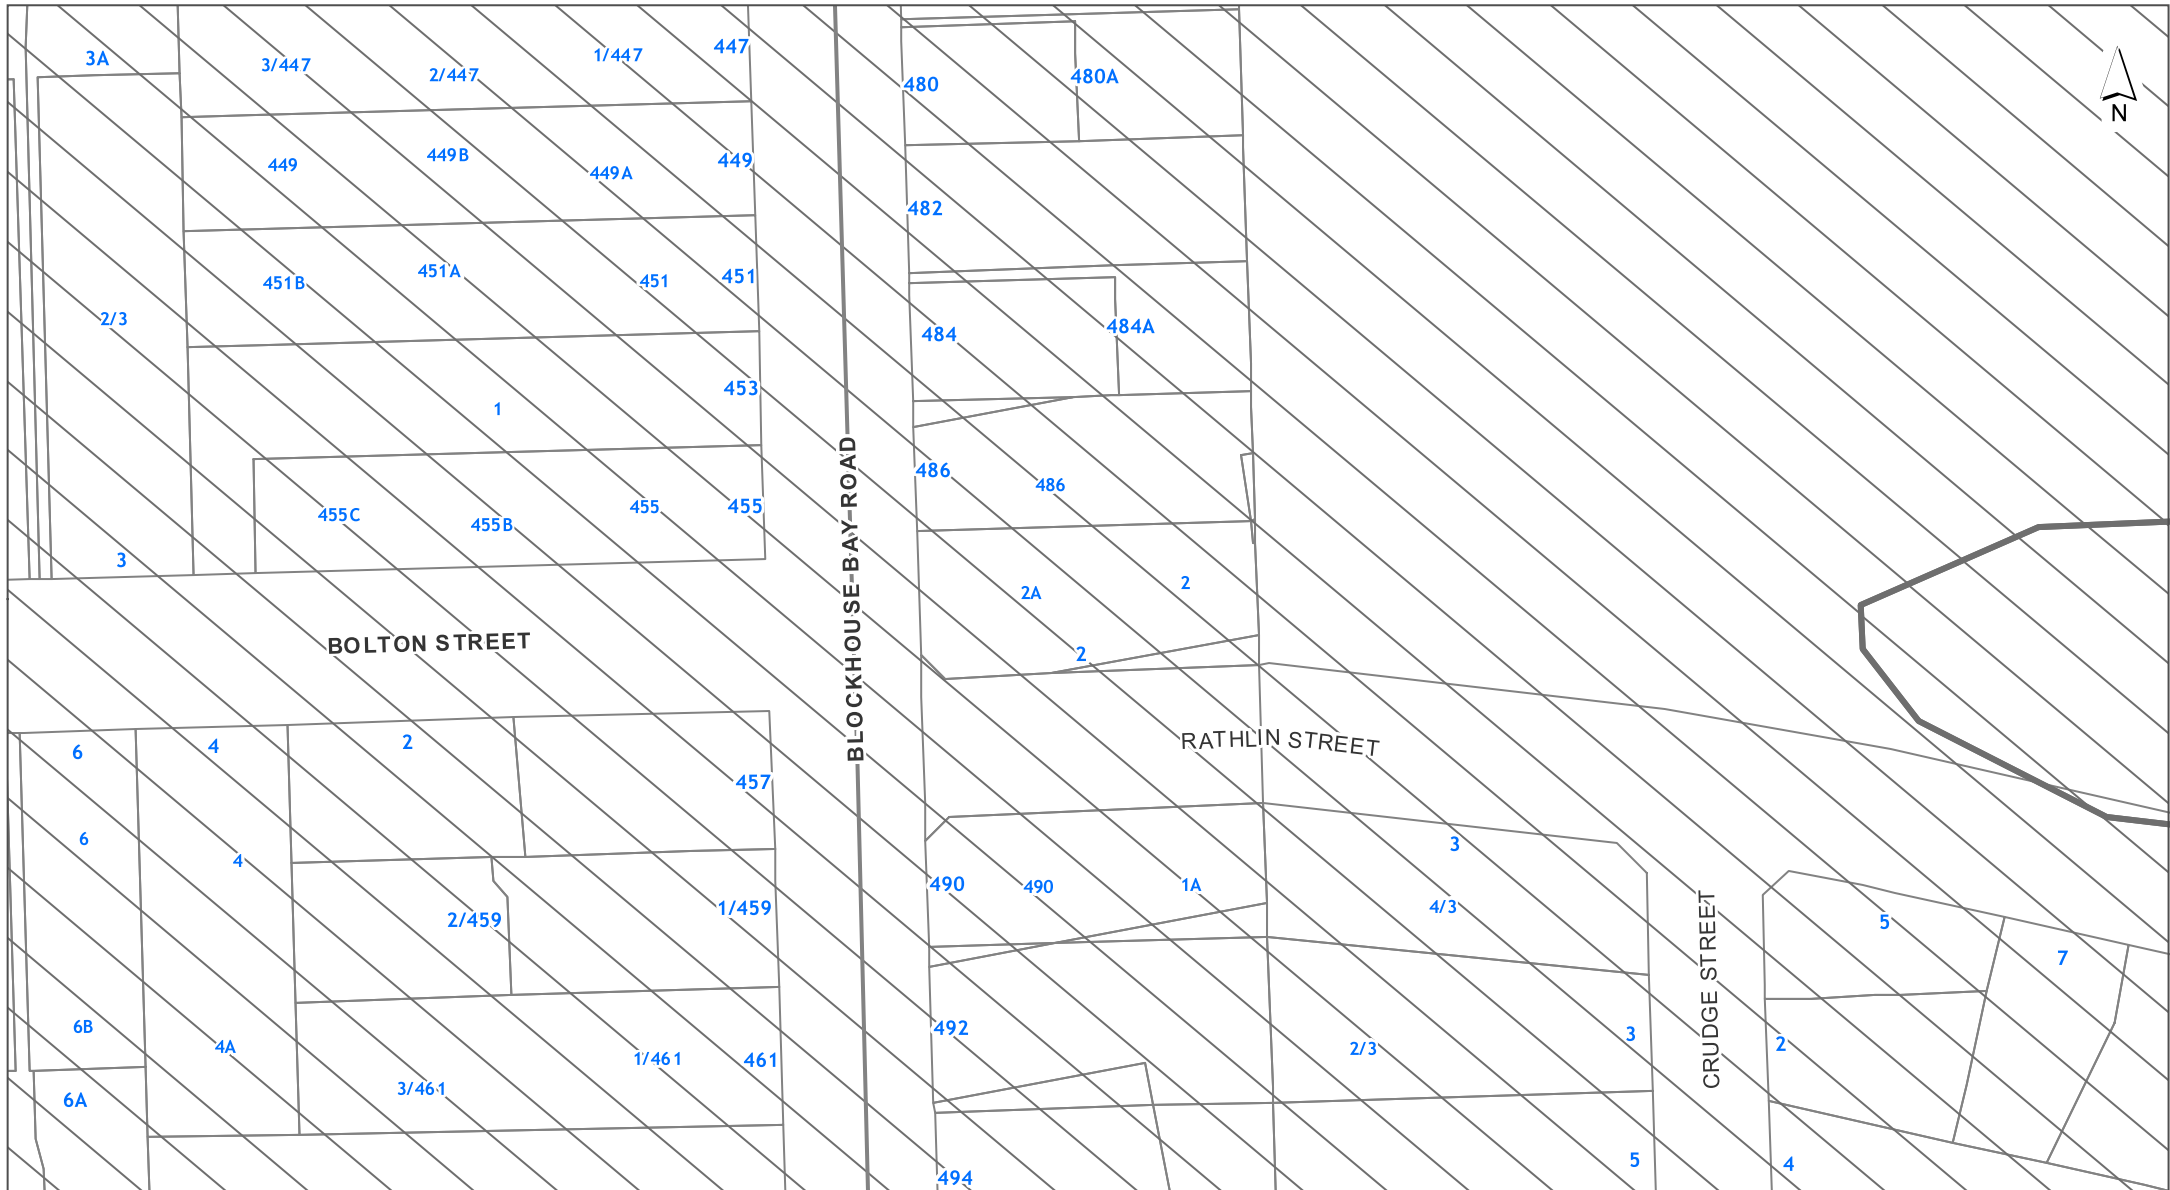 3A
3/447
2/447
1/447
447
480
480A
N
449
449B
449A
449
482
451B
451A
451
451
2/3
484
484A
1
453
486
486
455C
455B
455
455
3
2A
2
2
BOLTON STREET
BLOCKHOUSE BAY ROAD
RATHLIN STREET
6
4
2
457
6
4
3
490
490
1A
4/3
2/459
1/459
5
7
CRUDGE STREET
6B
4A
1/461
461
492
2/3
3
2
3/461
6A
494
5
4